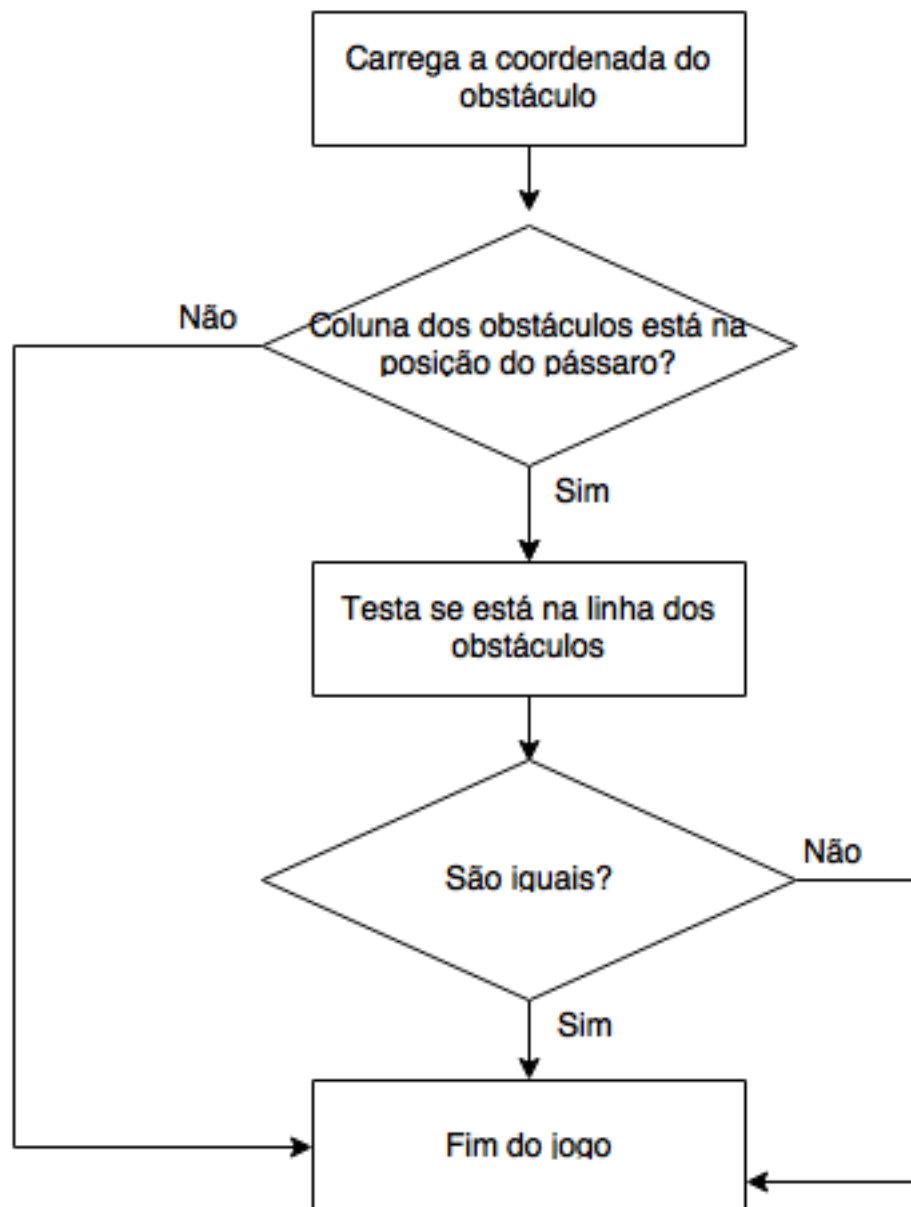 Carrega a coordenada do
obstáculo
Não
Coluna dos obstáculos está na
posição do pássaro?
Sim
Testa se está na linha dos
obstáculos
São iguais?
Não
Sim
Fim do jogo